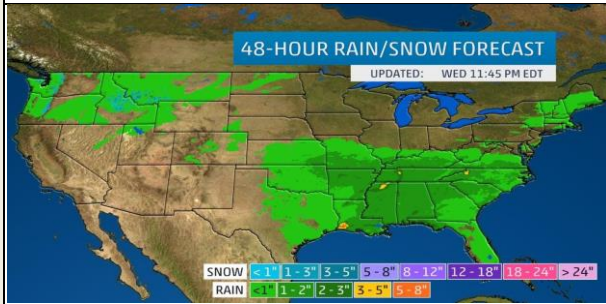 48-HOUR RAIN/SNOW FORECAST
UPDATED: WED 11:45 PM EDT
SNOW < 1" 1 - 3" 3 - 5" 5 - 8" 8 - 12" 12 - 18" 18 - 24" > 24"
RAIN <1" 1 - 2" 2 - 3" 3 - 5" 5 - 8"